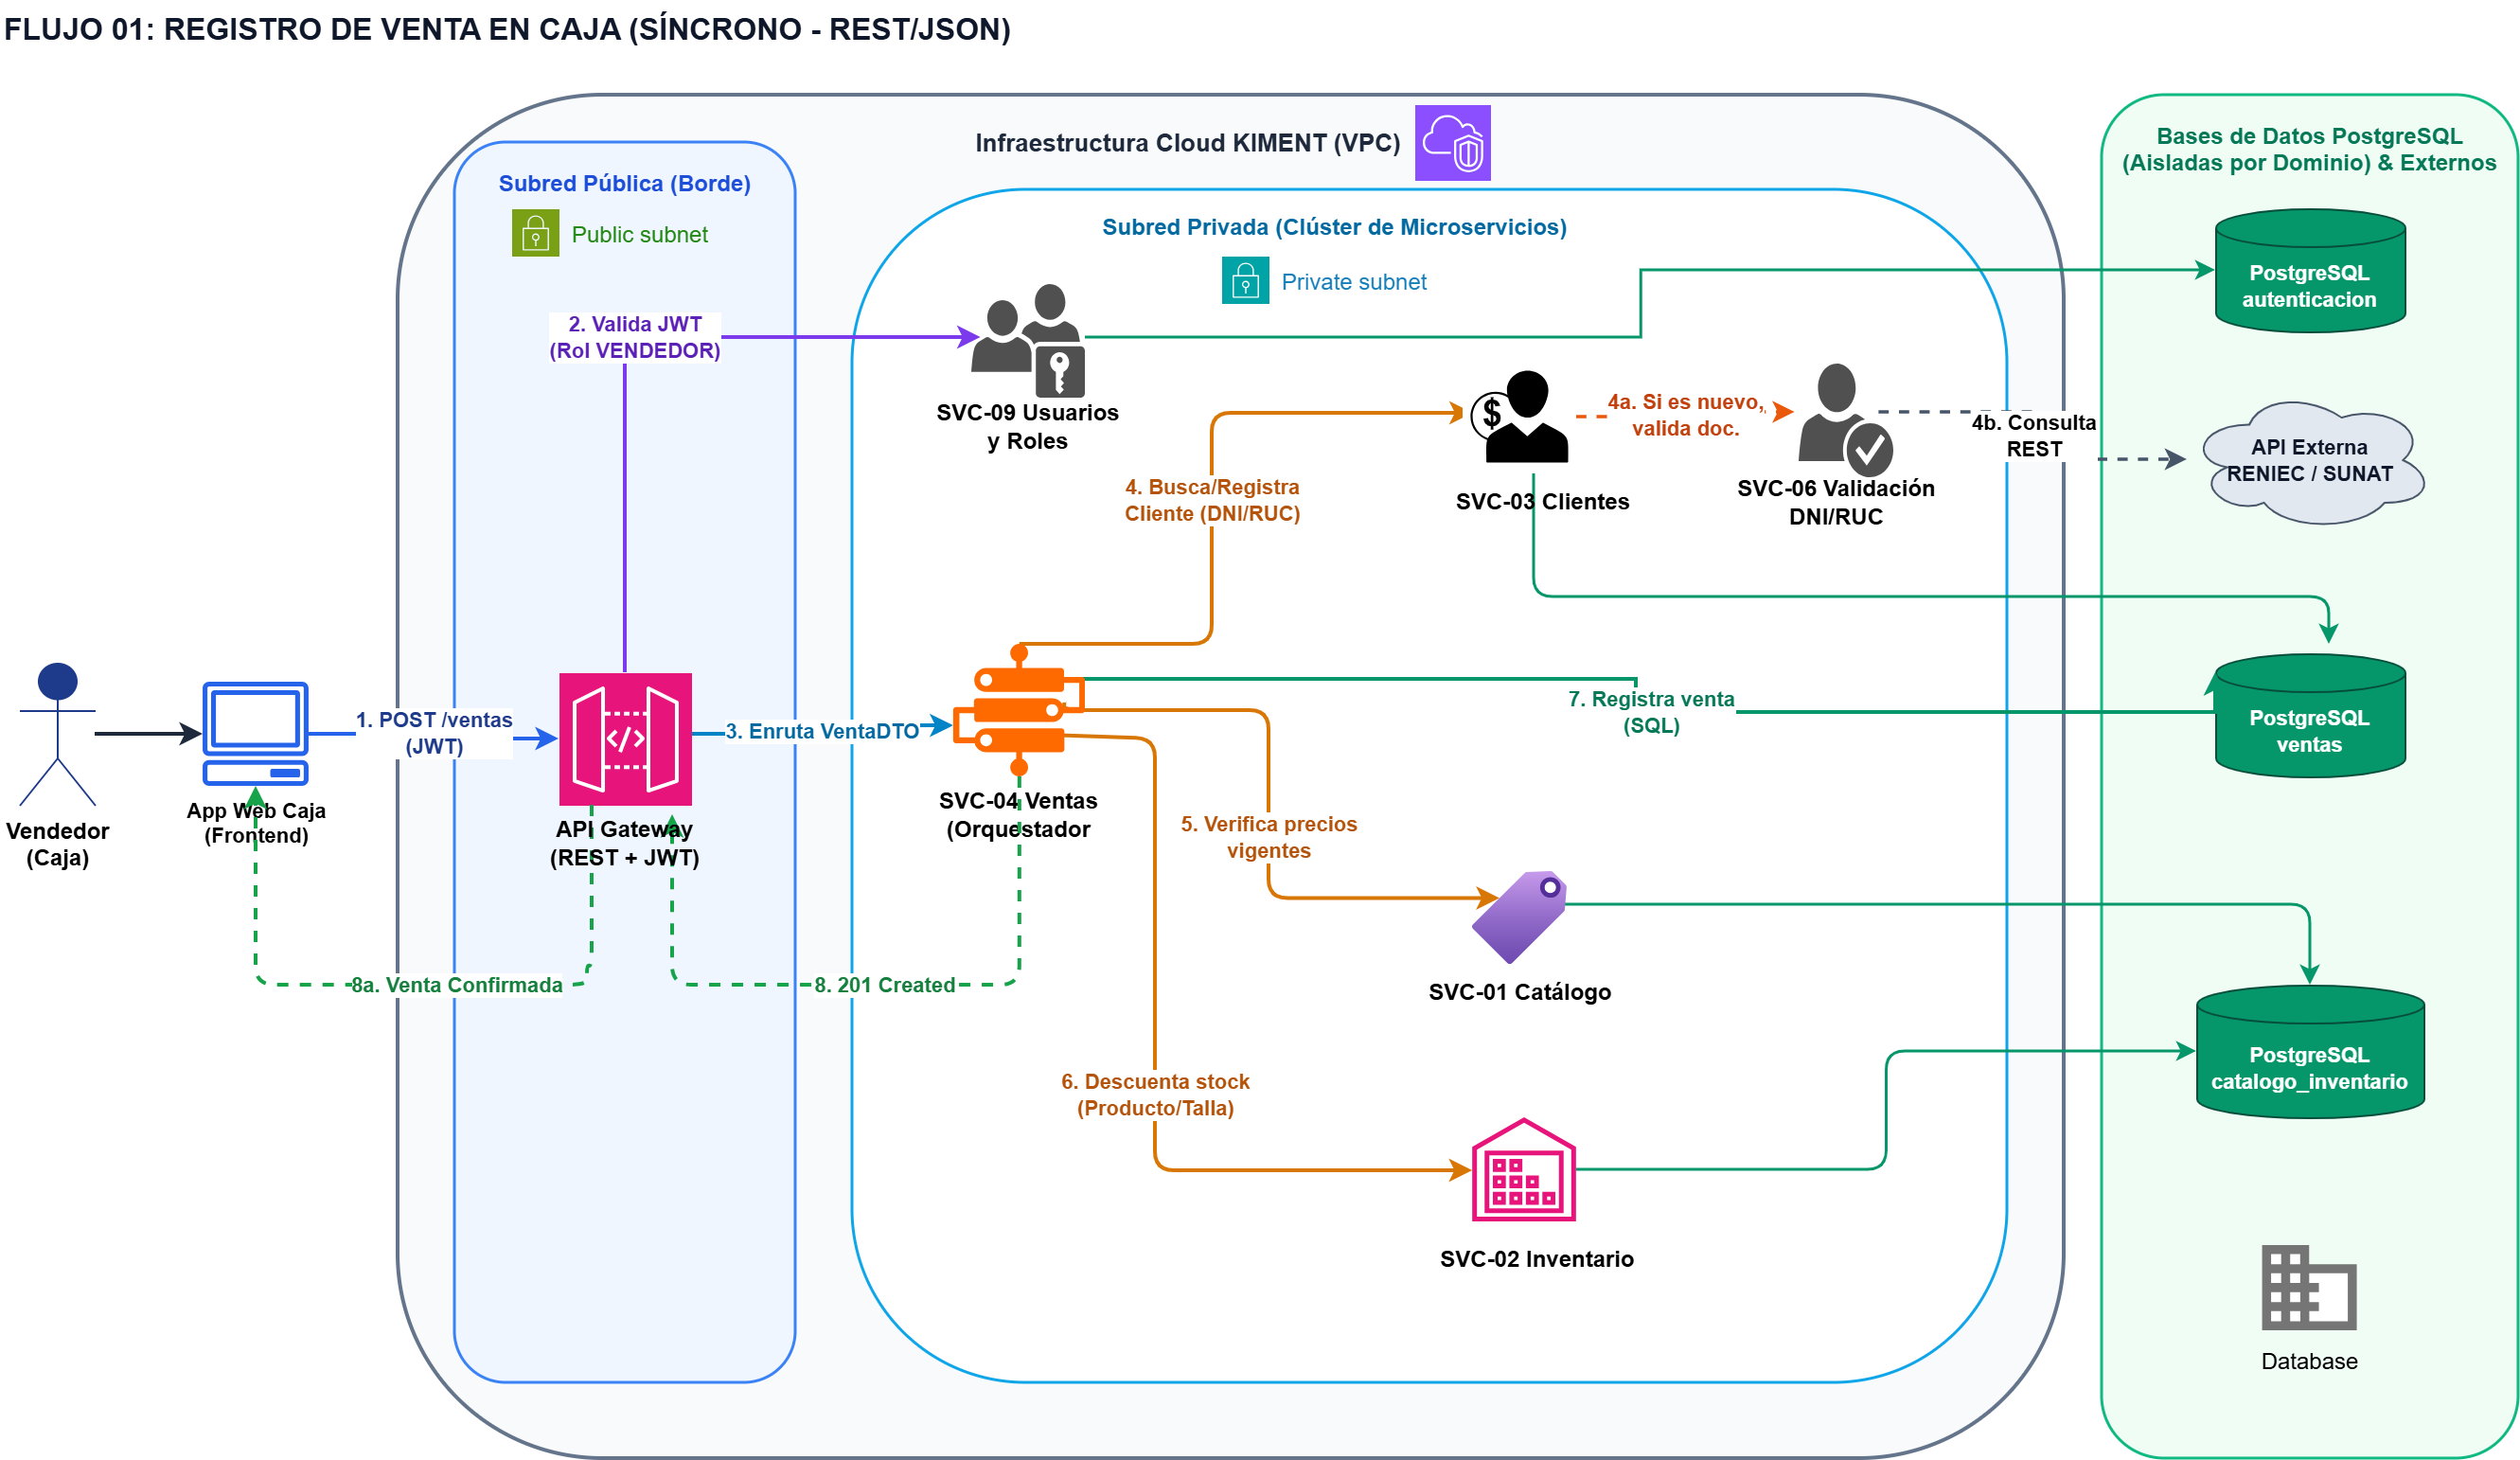 FLUJO 01: REGISTRO DE VENTA EN CAJA (SÍNCRONO - REST/JSON)
Infraestructura Cloud KIMENT (VPC)
Bases de Datos PostgreSQL
(Aisladas por Dominio) & Externos
Subred Pública (Borde)
Public subnet
Subred Privada (Clúster de Microservicios)
Private subnet
PostgreSQL
autenticacion
2. Valida JWT
(Rol VENDEDOR)
SVC-09 Usuarios
y Roles
$
4a. Si es nuevo,
valida doc.
4b. Consulta
REST
API Externa
RENIEC / SUNAT
4. Busca/Registra
Cliente (DNI/RUC)
SVC-03 Clientes
SVC-06 Validación
DNI/RUC
Vendedor
(Caja)
App Web Caja
(Frontend)
1. POST /ventas
(JWT)
API Gateway
(REST + JWT)
3. Enruta VentaDTO
SVC-04 Ventas
(Orquestador
7. Registra venta
(SQL)
PostgreSQL
ventas
5. Verifica precios
vigentes
8a. Venta Confirmada
8. 201 Created
SVC-01 Catálogo
PostgreSQL
catalogo_inventario
6. Descuenta stock
(Producto/Talla)
SVC-02 Inventario
Database